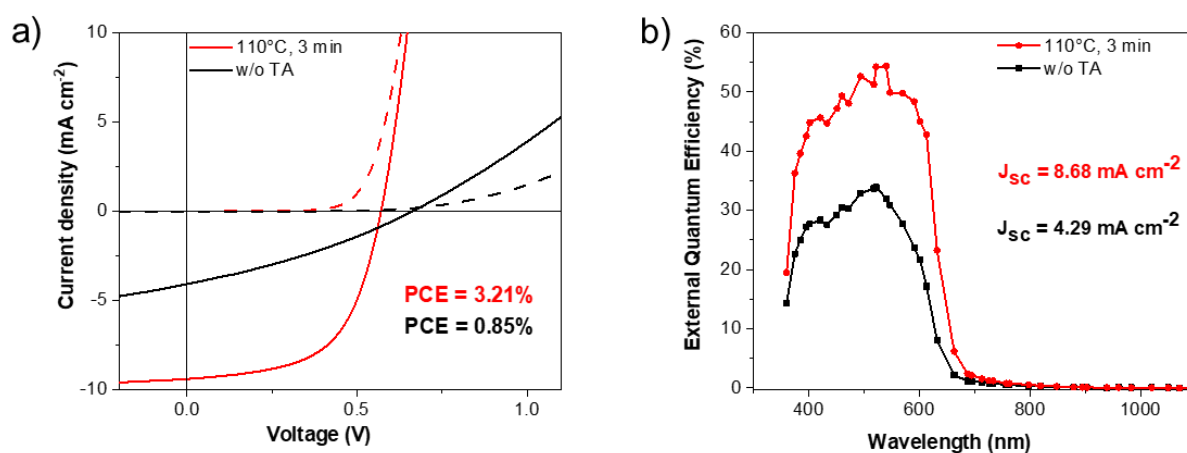 a)
110°C, 3 min
w/o TA
Current density (mA cm-2)
10
5
0
-5
-10
PCE = 3.21%
PCE = 0.85%
0.0
0.5
1.0
Voltage (V)
b)
110°C, 3 min
w/o TA
External Quantum Efficiency (%)
70
60
50
40
30
20
10
0
JSC = 8.68 mA cm-2
JSC = 4.29 mA cm-2
400
600
800
1000
Wavelength (nm)